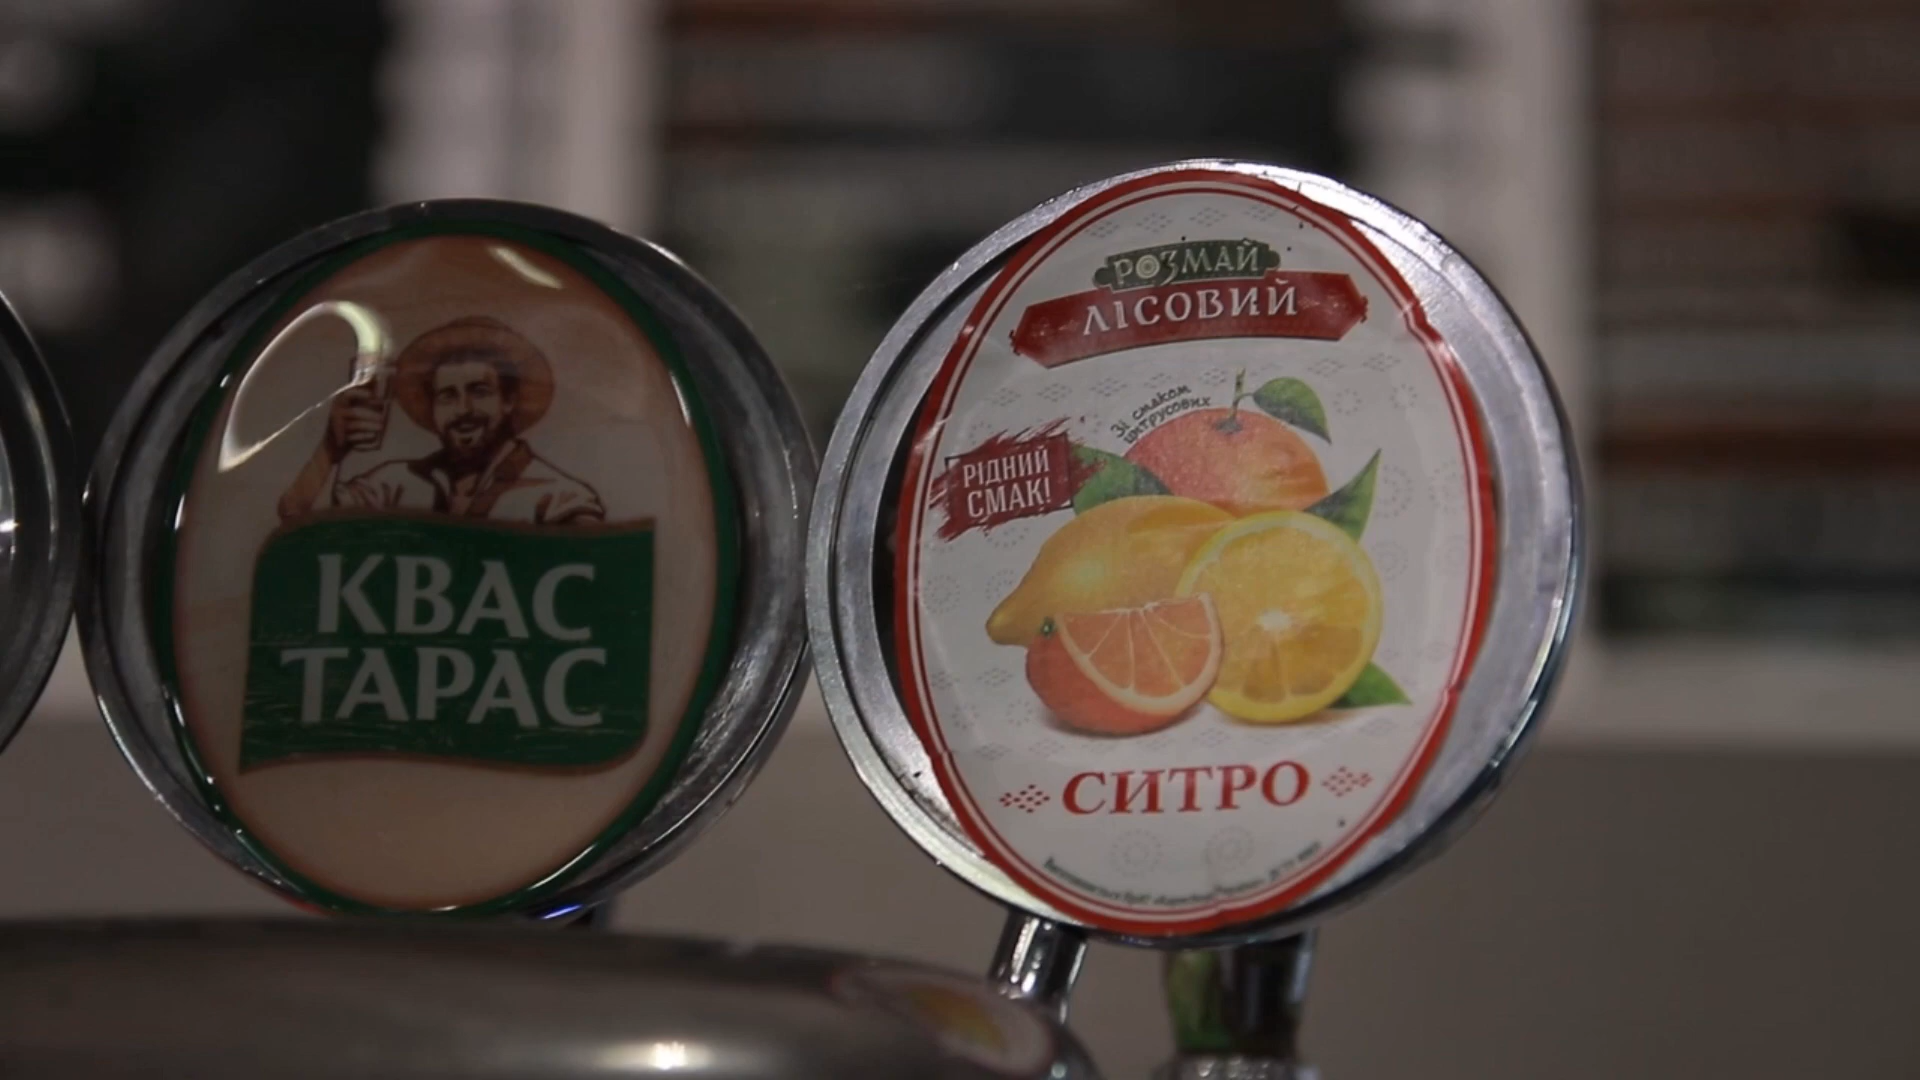 КВАС
ТАРАС
РОЗМАЙ
ЛІСОВИЙ
Зі смаком
цитрусових
РІДНИЙ
СМАК!
СИТРО